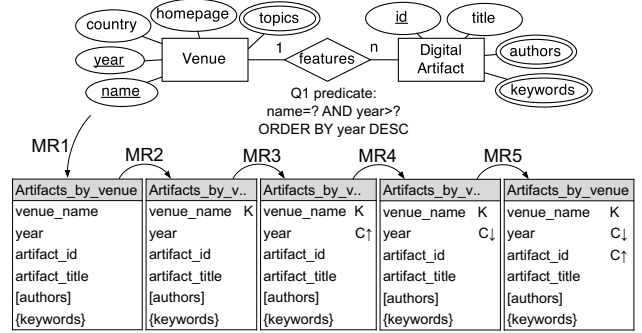 country
homepage
topics
year
name
Venue
1
features
n
Digital
Artifact
id
title
authors
keywords
Q1 predicate:
name=? AND year>?
ORDER BY year DESC
MR1
MR2
MR3
MR4
MR5
Artifacts_by_venue
venue_name
year
artifact_id
artifact_title
[authors]
{keywords}
Artifacts_by_v..
venue_name K
year
artifact_id
artifact_title
[authors]
{keywords}
Artifacts_by_v..
venue_name K
year C↑
artifact_id
artifact_title
[authors]
{keywords}
Artifacts_by_v..
venue_name K
year C↓
artifact_id
artifact_title
[authors]
{keywords}
Artifacts_by_venue
venue_name K
year C↓
artifact_id C↑
artifact_title
[authors]
{keywords}